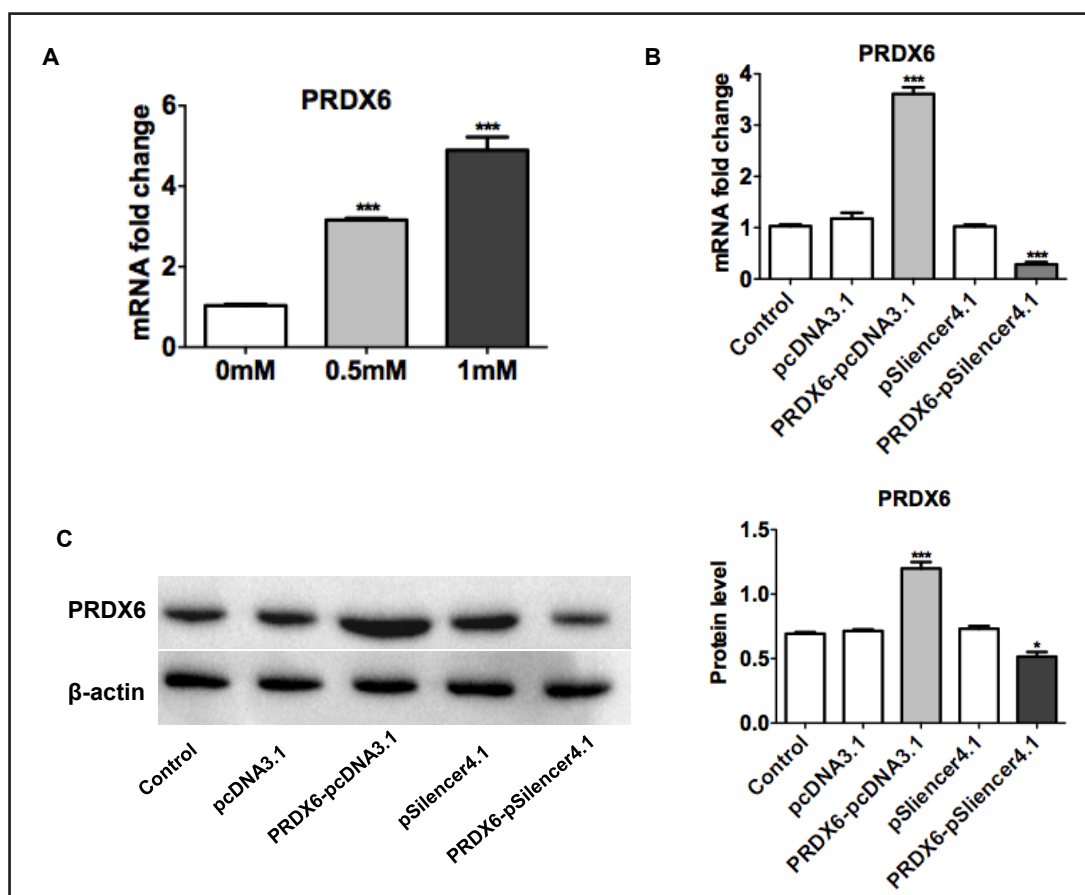 A
PRDX6
mRNA fold change
6
4
2
0
***
***
0mM
0.5mM
1mM
B
PRDX6
mRNA fold change
4
3
2
1
0
***
***
Control
pcDNA3.1
PRDX6-pcDNA3.1
pSliencer4.1
PRDX6-pSilencer4.1
C
PRDX6
β-actin
Control
pcDNA3.1
PRDX6-pcDNA3.1
pSilencer4.1
PRDX6-pSilencer4.1
PRDX6
Protein level
1.5
1.0
0.5
0.0
***
*
Control
pcDNA3.1
PRDX6-pcDNA3.1
pSliencer4.1
PRDX6-pSliencer4.1